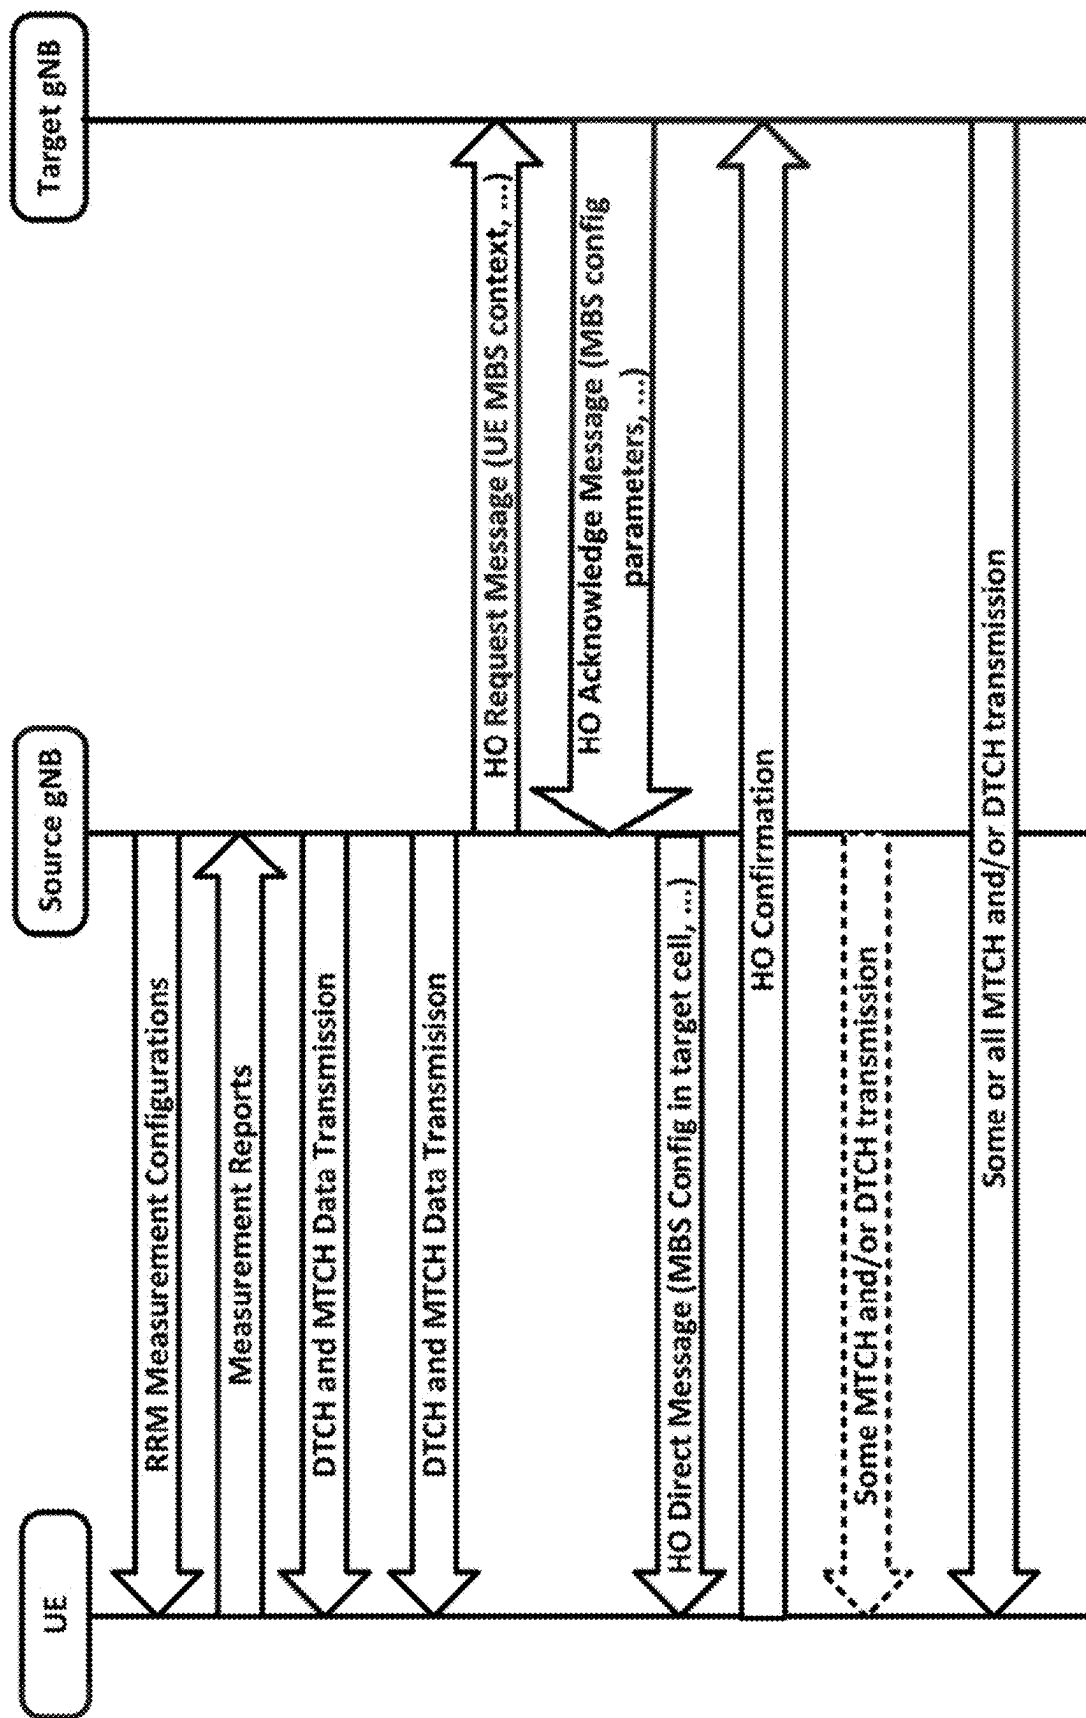 UE
Source gNB
Target gNB
RRM Measurement Configurations
Measurement Reports
DTCH and MTCH Data Transmission
DTCH and MTCH Data Transmisison
HO Request Message (UE MBS context, ...)
HO Acknowledge Message (MBS config
parameters, ...)
HO Direct Message (MBS Config in target cell, ...)
HO Confirmation
Some MTCH and/or DTCH transmission
Some or all MTCH and/or DTCH transmission